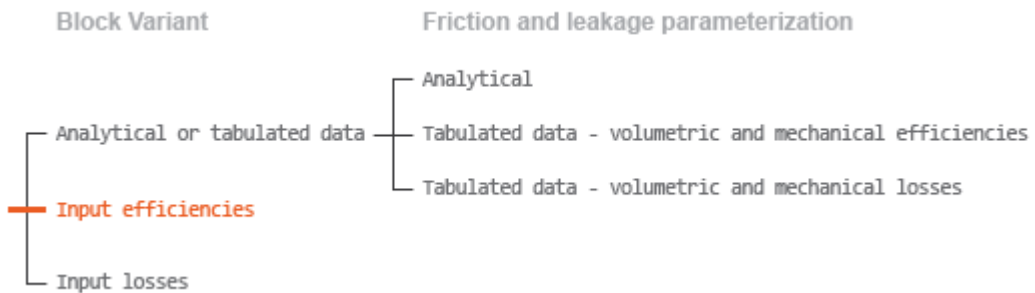 Block Variant
Friction and leakage parameterization
Analytical
Analytical or tabulated data
Tabulated data - volumetric and mechanical efficiencies
Tabulated data - volumetric and mechanical losses
Input efficiencies
Input losses